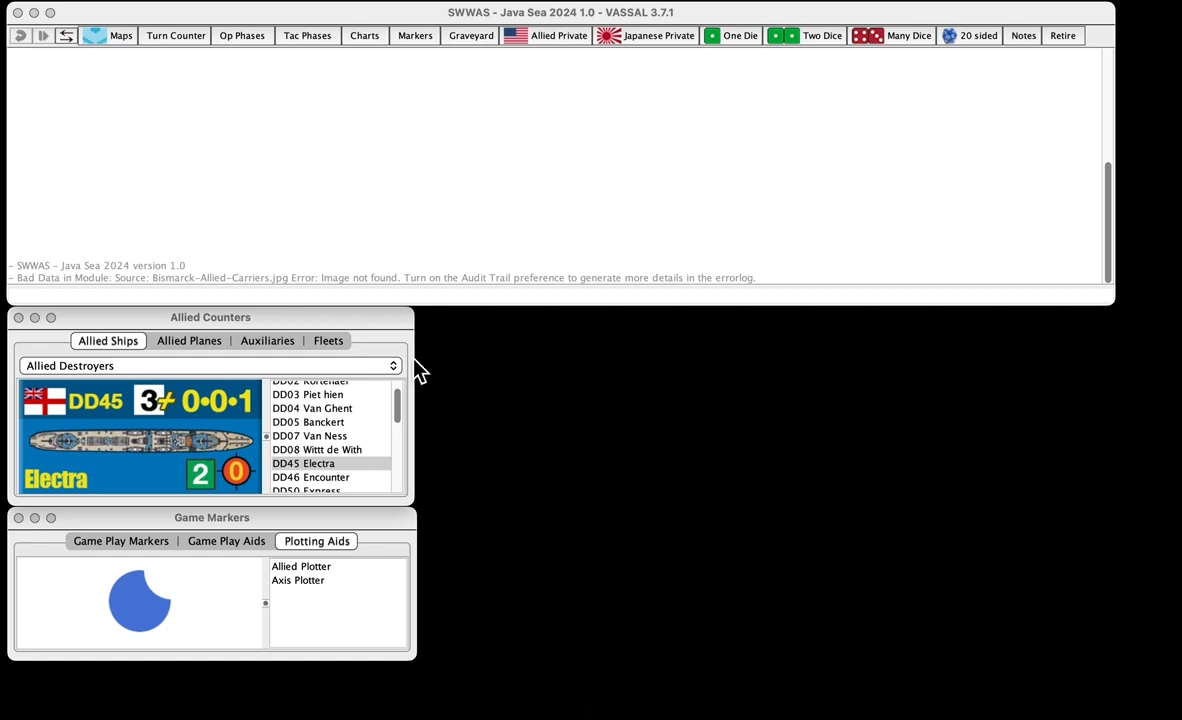 SWWAS - Java Sea 2024 1.0 - VASSAL 3.7.1
Maps Turn Counter Op Phases Tac Phases Charts Markers Graveyard Allied Private Japanese Private One Die Two Dice Many Dice 20 sided Notes Retire
- SWWAS - Java Sea 2024 version 1.0
- Bad Data in Module: Source: Bismarck-Allied-Carriers.jpg Error: Image not found. Turn on the Audit Trail preference to generate more details in the errorlog.
Allied Counters
Allied Ships Allied Planes Auxiliaries Fleets
Allied Destroyers
DD45 3+ 0•0•1
Electra 2 0
DD02 Kortenaer
DD03 Piet hien
DD04 Van Ghent
DD05 Banckert
DD07 Van Ness
DD08 Wittt de With
DD45 Electra
DD46 Encounter
DD50 Express
Game Markers
Game Play Markers Game Play Aids Plotting Aids
Allied Plotter
Axis Plotter